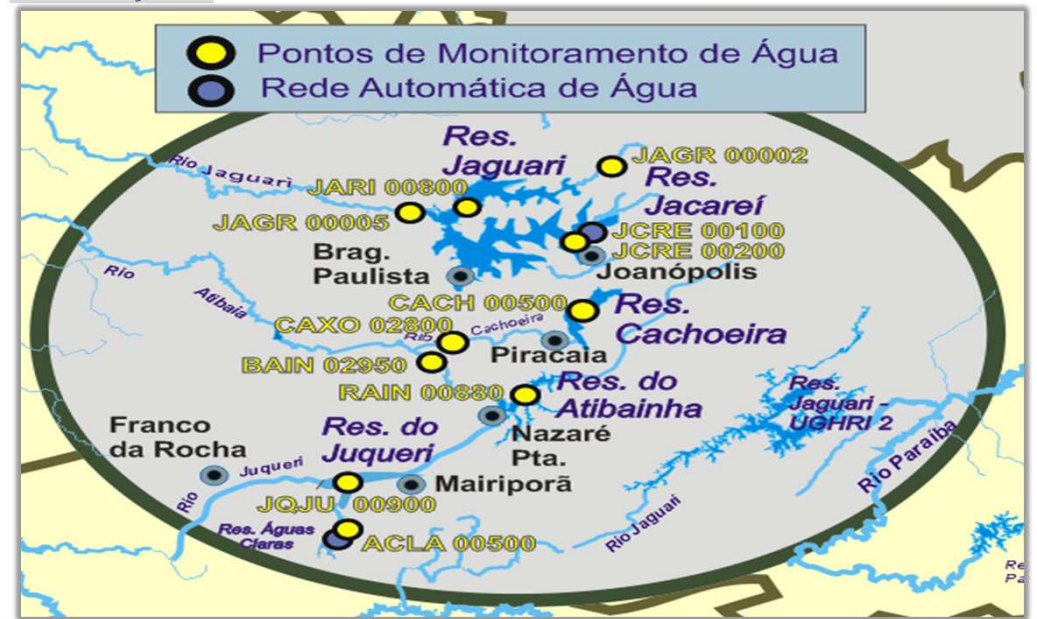 Pontos de Monitoramento de Água
Rede Automática de Água
Res.
Jaguari
Rio Jaguari
JAGR 00002
JARI 00800
Res.
Jacareí
JAGR 00005
JCRE 00100
JCRE 00200
Brag.
Paulista
Joanópolis
Rio
Atibaia
CACH 00500
Res.
Cachoeira
CAXO 02800
Rib.
Cachoeira
Piracaia
BAIN 02950
RAIN 00880
Res. do
Atibainha
Res.
Jaguari -
UGHRI 2
Franco
da Rocha
Res. do
Juqueri
Nazaré
Pta.
Rio Paraíba
Juqueri
Rio
Mairiporã
JQJU 00900
Res. Águas
Claras
ACLA 00500
Rio Jaguari